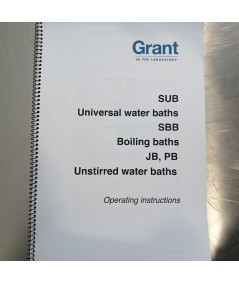 Grant
IN THE LABORATORY
SUB
Universal water baths
SBB
Boiling baths
JB, PB
Unstirred water baths
Operating instructions